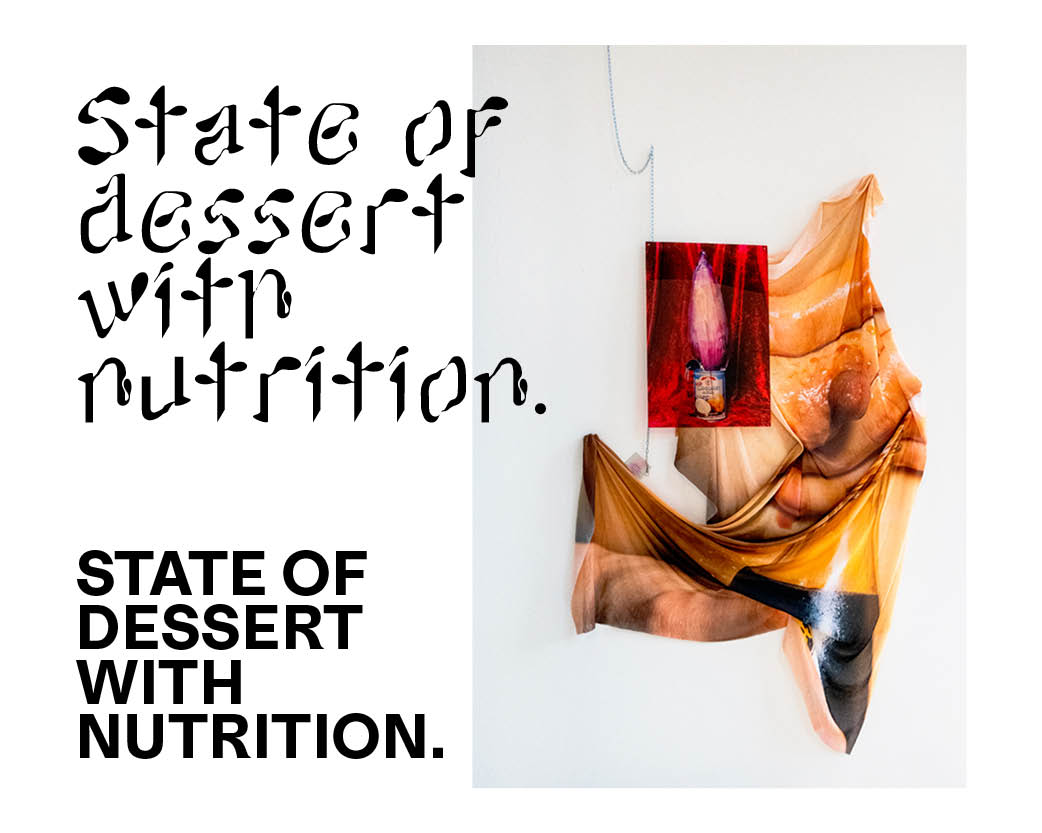 State of
dessert
with
nutrition.
STATE OF
DESSERT
WITH
NUTRITION.